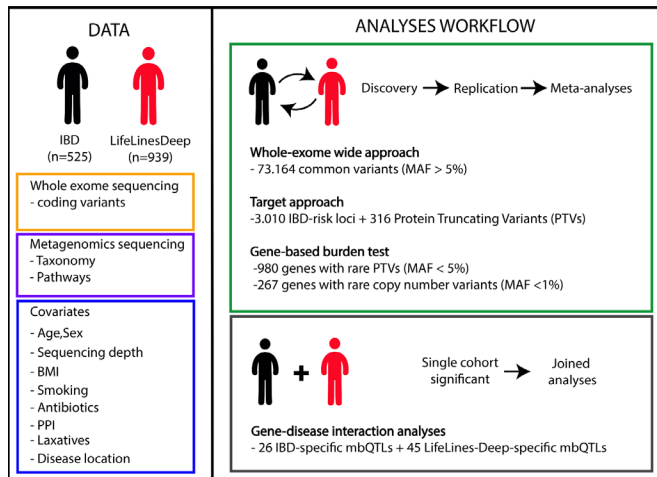 DATA
IBD
(n=525)
LifeLinesDeep
(n=939)
Whole exome sequencing
- coding variants
Metagenomics sequencing
- Taxonomy
- Pathways
Covariates
- Age,Sex
- Sequencing depth
- BMI
- Smoking
- Antibiotics
- PPI
- Laxatives
- Disease location
ANALYSES WORKFLOW
Discovery
Replication
Meta-analyses
Whole-exome wide approach
- 73.164 common variants (MAF > 5%)
Target approach
-3.010 IBD-risk loci + 316 Protein Truncating Variants (PTVs)
Gene-based burden test
-980 genes with rare PTVs (MAF < 5%)
-267 genes with rare copy number variants (MAF <1%)
+
Single cohort
significant
Joined
analyses
Gene-disease interaction analyses
- 26 IBD-specific mbQTLs + 45 LifeLines-Deep-specific mbQTLs